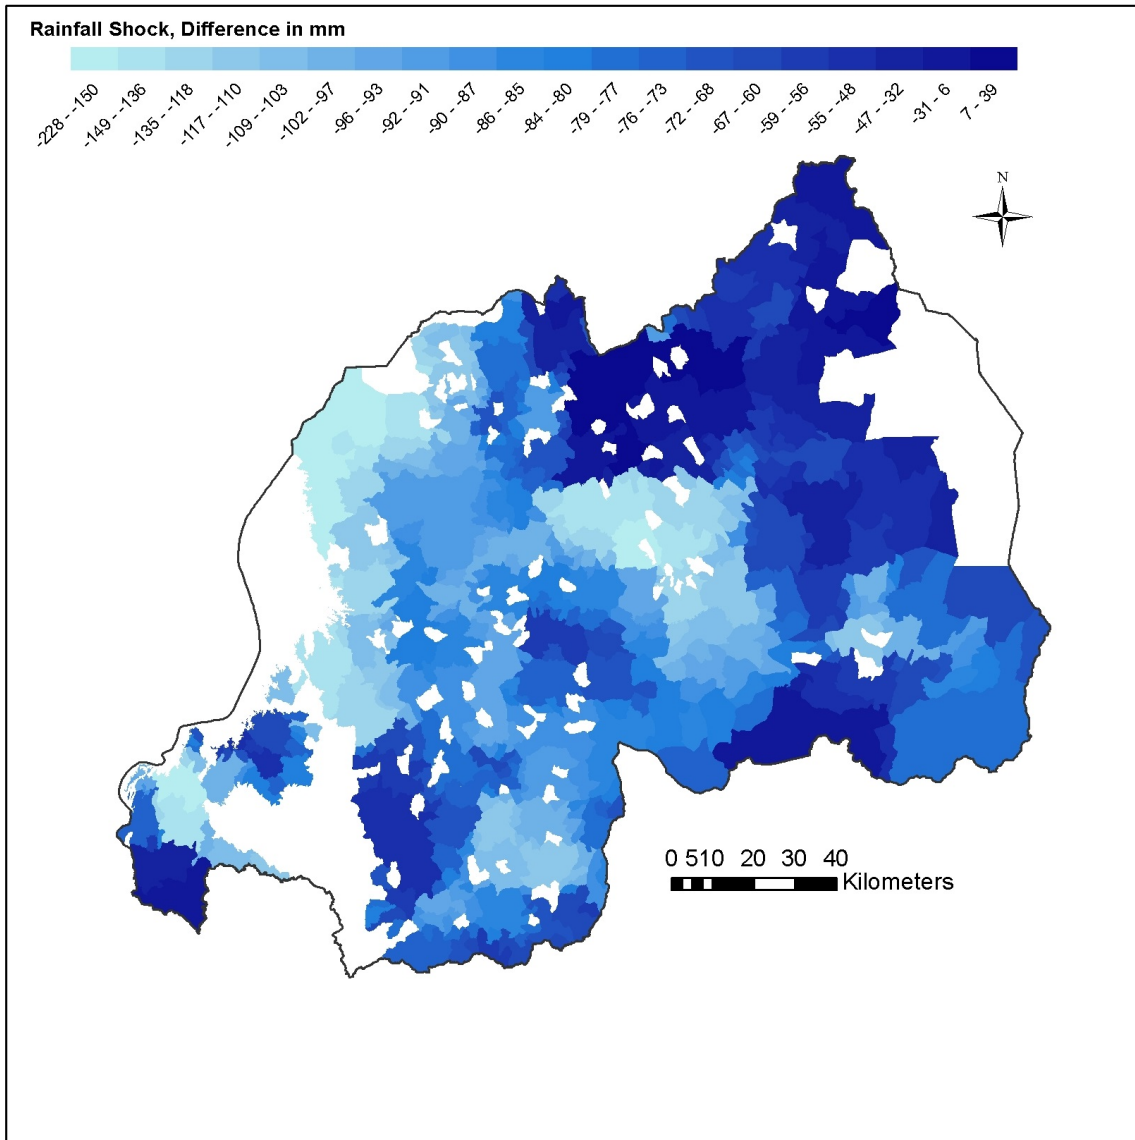 Rainfall Shock, Difference in mm
-228 - -150
-149 - -136
-135 - -118
-117 - -110
-109 - -103
-102 - -97
-96 - -93
-92 - -91
-90 - -87
-86 - -85
-84 - -80
-79 - -77
-76 - -73
-72 - -68
-67 - -60
-59 - -56
-55 - -48
-47 - -32
-31 - 6
7 - 39
N
0 510 20 30 40
Kilometers